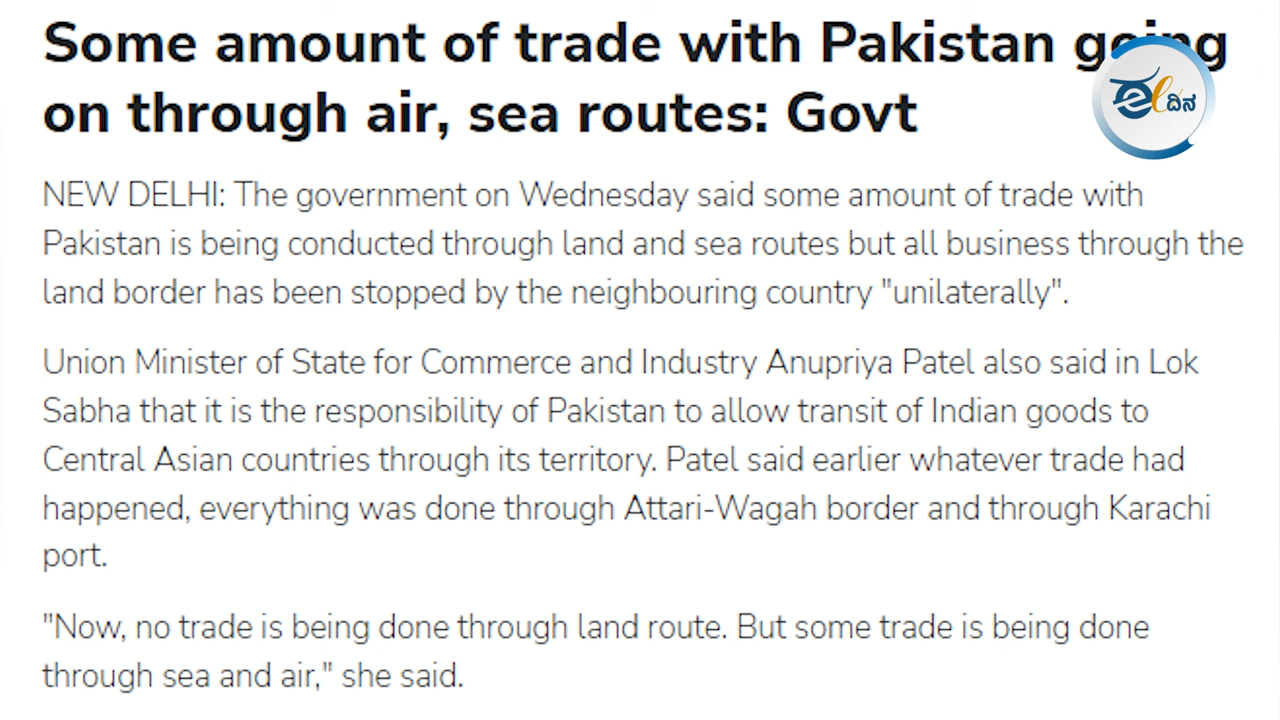 Some amount of trade with Pakistan going
on through air, sea routes: Govt
ಈ ದಿನ
NEW DELHI: The government on Wednesday said some amount of trade with
Pakistan is being conducted through land and sea routes but all business through the
land border has been stopped by the neighbouring country "unilaterally".
Union Minister of State for Commerce and Industry Anupriya Patel also said in Lok
Sabha that it is the responsibility of Pakistan to allow transit of Indian goods to
Central Asian countries through its territory. Patel said earlier whatever trade had
happened, everything was done through Attari-Wagah border and through Karachi
port.
"Now, no trade is being done through land route. But some trade is being done
through sea and air," she said.